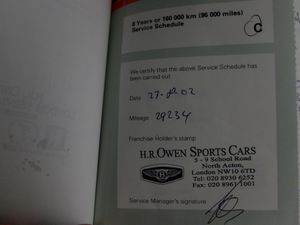 8 Years or 160 000 km (96 000 miles)
Service Schedule
C
We certify that the above Service Schedule has
been carried out
Date
Mileage 29234
Franchise Holder's stamp
H.R.OWEN SPORTS CARS
5 - 9 School Road
North Acton,
London NW10 6TD
Tel: 020 8930 6252
Fax: 020 8961 1001
Service Manager's signature